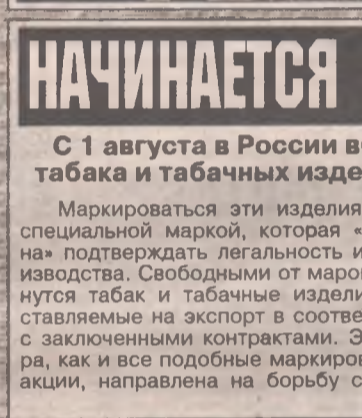 НАЧИНАЕТСЯ
С 1 августа в России в
табака и табачных изде
Маркироваться эти изделия
специальной маркой, которая «
на» подтверждать легальность и
изводства. Свободными от маро
нутся табак и табачные издели
ставляемые на экспорт в соотве
с заключенными контрактами. Э
ра, как и все подобные маркиров
акции, направлена на борьбу с